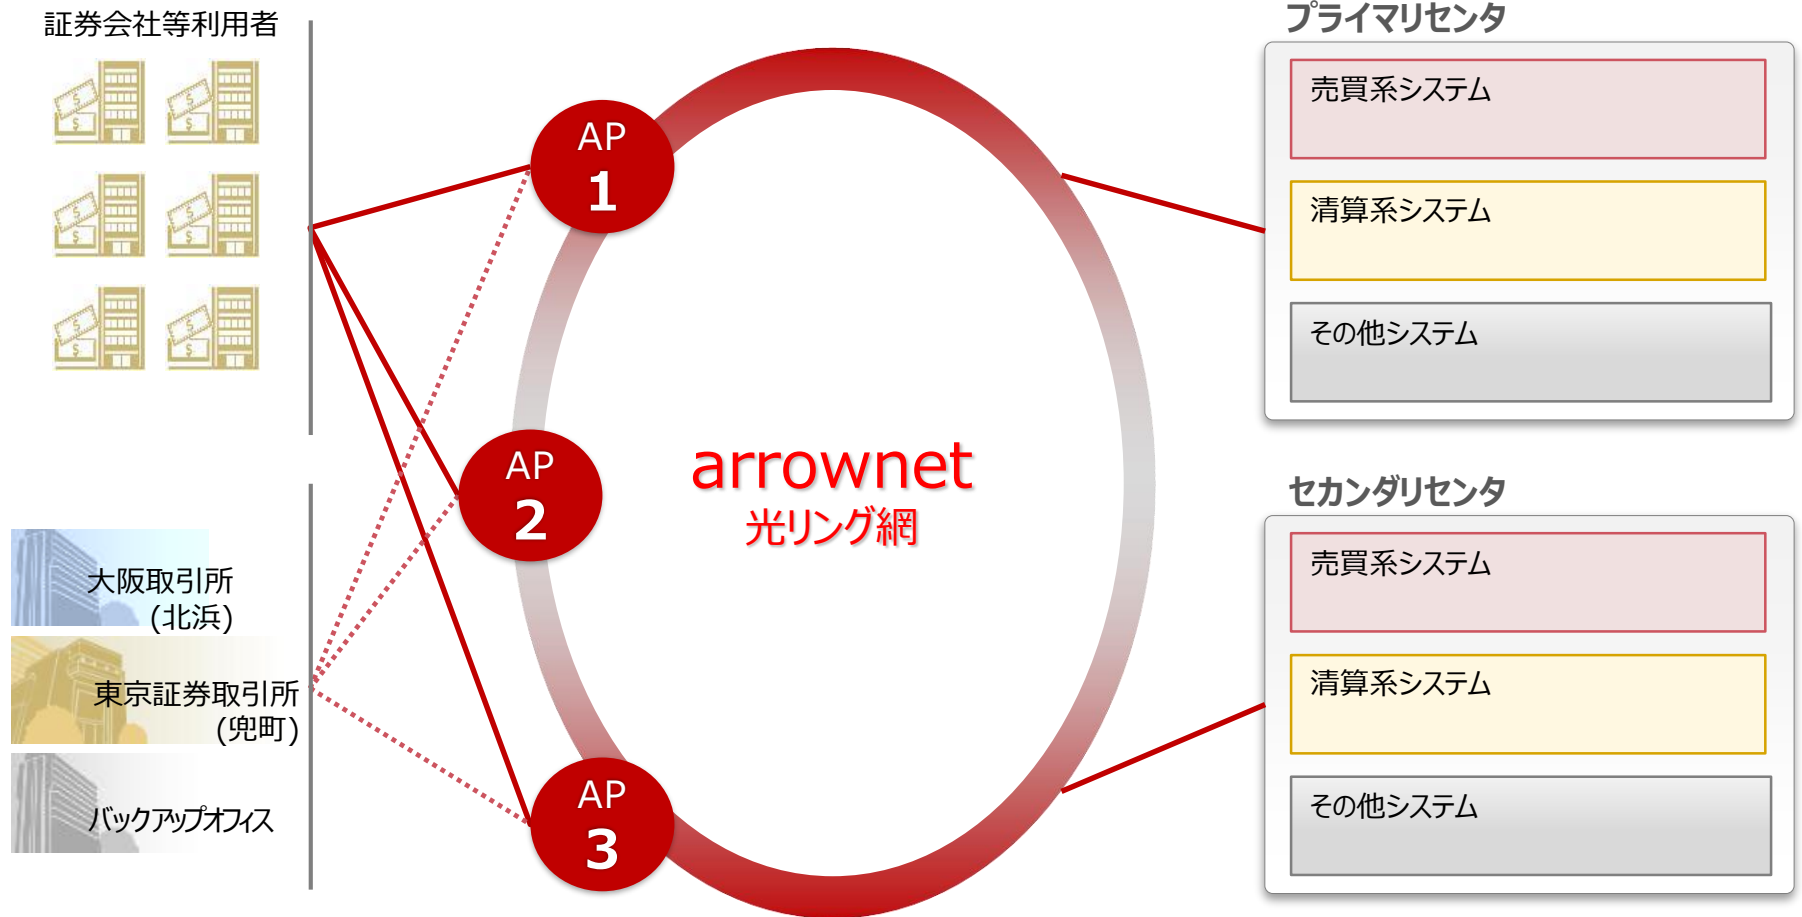 証券会社等利用者
大阪取引所
(北浜)
東京証券取引所
(兜町)
バックアップオフィス
AP
1
AP
2
AP
3
arrownet
光リング網
プライマリセンタ
売買系システム
清算系システム
その他システム
セカンダリセンタ
売買系システム
清算系システム
その他システム